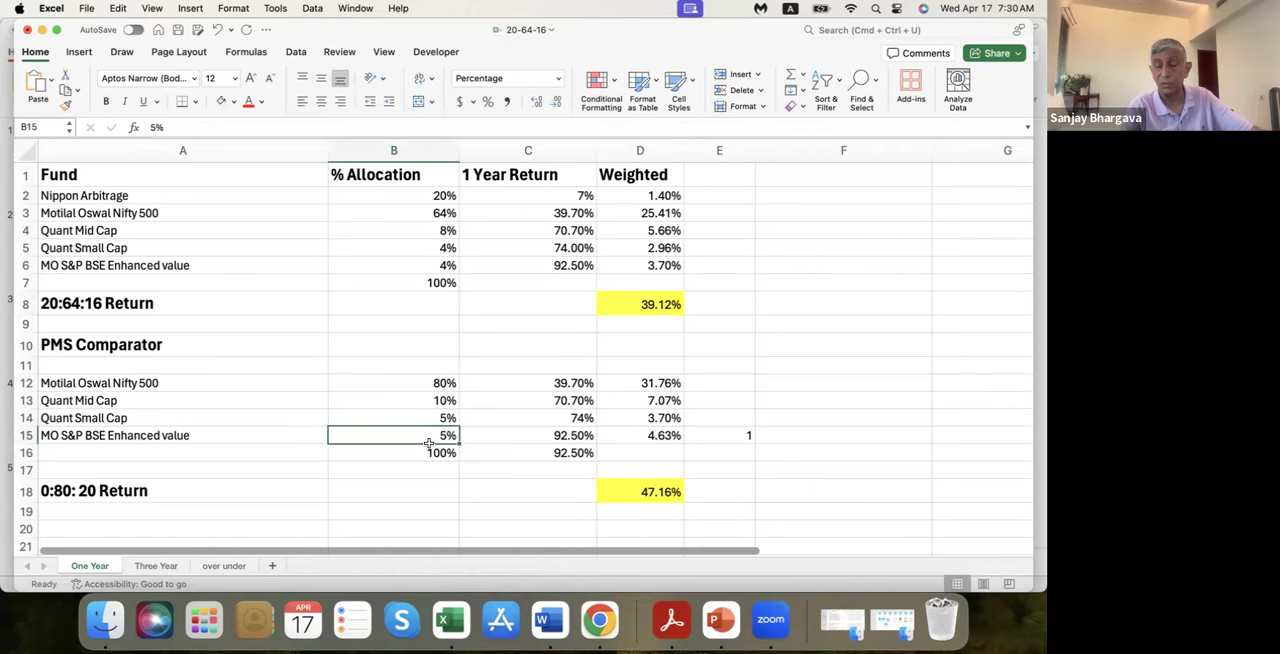 Excel File Edit View Insert Format Tools Data Window Help A Wed Apr 17 7:30 AM
AutoSave 20-64-16 Search (Cmd + Ctrl + U)
Home Insert Draw Page Layout Formulas Data Review View Developer Comments Share
Paste Aptos Narrow (Bod... 12 A A Percentage Conditional Formatting Format as Table Cell Styles Insert Delete Format Sort & Filter Find & Select Add-ins Analyze Data
B I U A $ % 9
B15 fx 5%
A B C D E F G
1 Fund % Allocation 1 Year Return Weighted
2 Nippon Arbitrage 20% 7% 1.40%
3 Motilal Oswal Nifty 500 64% 39.70% 25.41%
4 Quant Mid Cap 8% 70.70% 5.66%
5 Quant Small Cap 4% 74.00% 2.96%
6 MO S&P BSE Enhanced value 4% 92.50% 3.70%
7 100%
8 20:64:16 Return 39.12%
9
10 PMS Comparator
11
12 Motilal Oswal Nifty 500 80% 39.70% 31.76%
13 Quant Mid Cap 10% 70.70% 7.07%
14 Quant Small Cap 5% 74% 3.70%
15 MO S&P BSE Enhanced value 5% 92.50% 4.63% 1
16 100% 92.50%
17
18 0:80: 20 Return 47.16%
19
20
21
One Year Three Year over under +
Ready Accessibility: Good to go
APR 17 S X A W A P zoom
Sanjay Bhargava